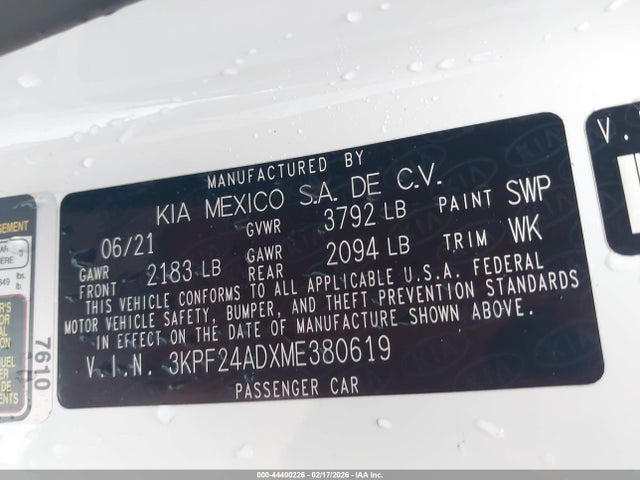 MANUFACTURED BY
KIA MEXICO S.A. DE C.V.
06/21 GVWR 3792 LB PAINT SWP
GAWR FRONT 2183 LB GAWR REAR 2094 LB TRIM WK
THIS VEHICLE CONFORMS TO ALL APPLICABLE U.S.A. FEDERAL
MOTOR VEHICLE SAFETY, BUMPER, AND THEFT PREVENTION STANDARDS
IN EFFECT ON THE DATE OF MANUFACTURE SHOWN ABOVE.
V.I.N. 3KPF24ADXME380619
PASSENGER CAR
7610
000-44400226 - 02/17/2026 - IAA, Inc.